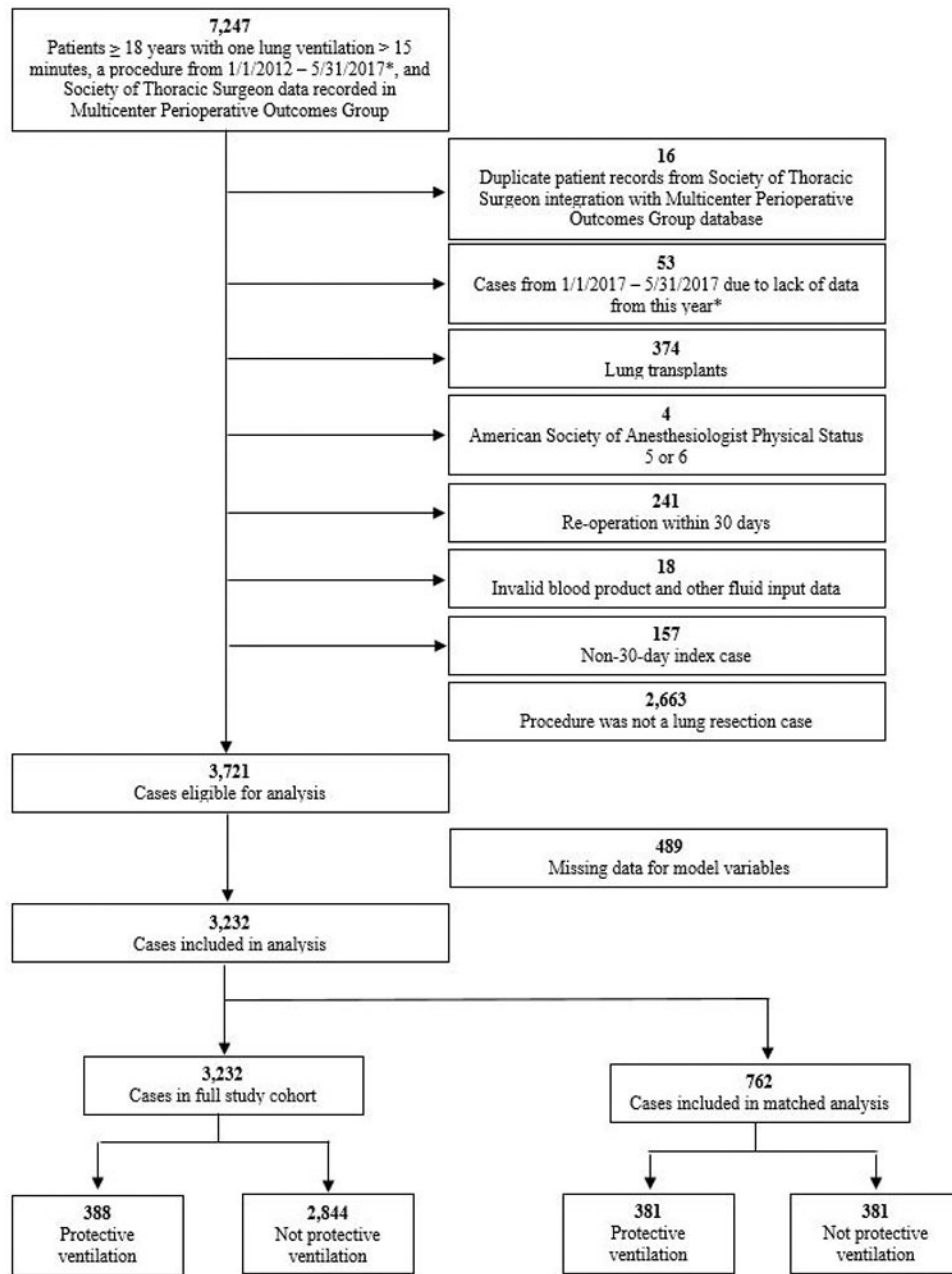 7,247
Patients ≥ 18 years with one lung ventilation > 15
minutes, a procedure from 1/1/2012 – 5/31/2017*, and
Society of Thoracic Surgeon data recorded in
Multicenter Perioperative Outcomes Group
16
Duplicate patient records from Society of Thoracic
Surgeon integration with Multicenter Perioperative
Outcomes Group database
53
Cases from 1/1/2017 – 5/31/2017 due to lack of data
from this year*
374
Lung transplants
4
American Society of Anesthesiologist Physical Status
5 or 6
241
Re-operation within 30 days
18
Invalid blood product and other fluid input data
157
Non-30-day index case
2,663
Procedure was not a lung resection case
3,721
Cases eligible for analysis
489
Missing data for model variables
3,232
Cases included in analysis
3,232
Cases in full study cohort
762
Cases included in matched analysis
388
Protective
ventilation
2,844
Not protective
ventilation
381
Protective
ventilation
381
Not protective
ventilation